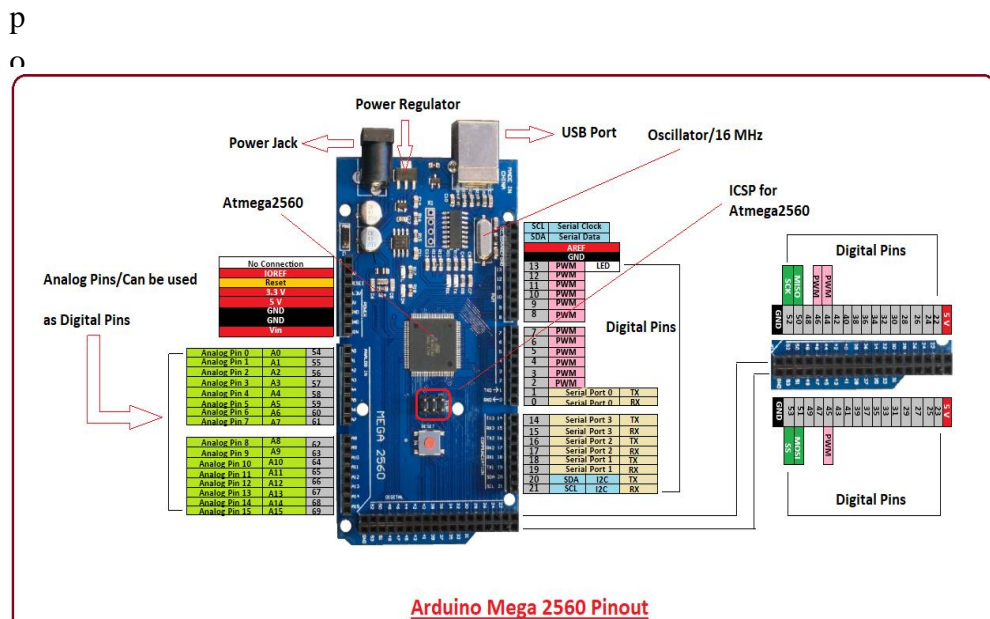 p
o
Power Regulator
Power Jack
USB Port
Oscillator/16 MHz
Atmega2560
ICSP for
Atmega2560
Analog Pins/Can be used
as Digital Pins
No Connection
IOREF
Reset
3.3 V
5 V
GND
GND
Vin
Analog Pin 0 A0 54
Analog Pin 1 A1 55
Analog Pin 2 A2 56
Analog Pin 3 A3 57
Analog Pin 4 A4 58
Analog Pin 5 A5 59
Analog Pin 6 A6 60
Analog Pin 7 A7 61
Analog Pin 8 A8 62
Analog Pin 9 A9 63
Analog Pin 10 A10 64
Analog Pin 11 A11 65
Analog Pin 12 A12 66
Analog Pin 13 A13 67
Analog Pin 14 A14 68
Analog Pin 15 A15 69
MEGA 2560
SCL Serial Clock
SDA Serial Data
AREF
GND
13 PWM LED
12 PWM
11 PWM
10 PWM
9 PWM
8 PWM
7 PWM
6 PWM
5 PWM
4 PWM
3 PWM
2 PWM
1 Serial Port 0 TX
0 Serial Port 0 RX
14 Serial Port 3 TX
15 Serial Port 3 RX
16 Serial Port 2 TX
17 Serial Port 2 RX
18 Serial Port 1 TX
19 Serial Port 1 RX
20 SDA I2C TX
21 SCL I2C RX
Digital Pins
Digital Pins
SCK MISO PWM PWM
GND 52 50 48 46 44 42 40 38 36 34 32 30 28 26 24 22 5 V
GND 53 51 49 47 45 43 41 39 37 35 33 31 29 27 25 23 5 V
SS MOSI PWM
Digital Pins
Arduino Mega 2560 Pinout